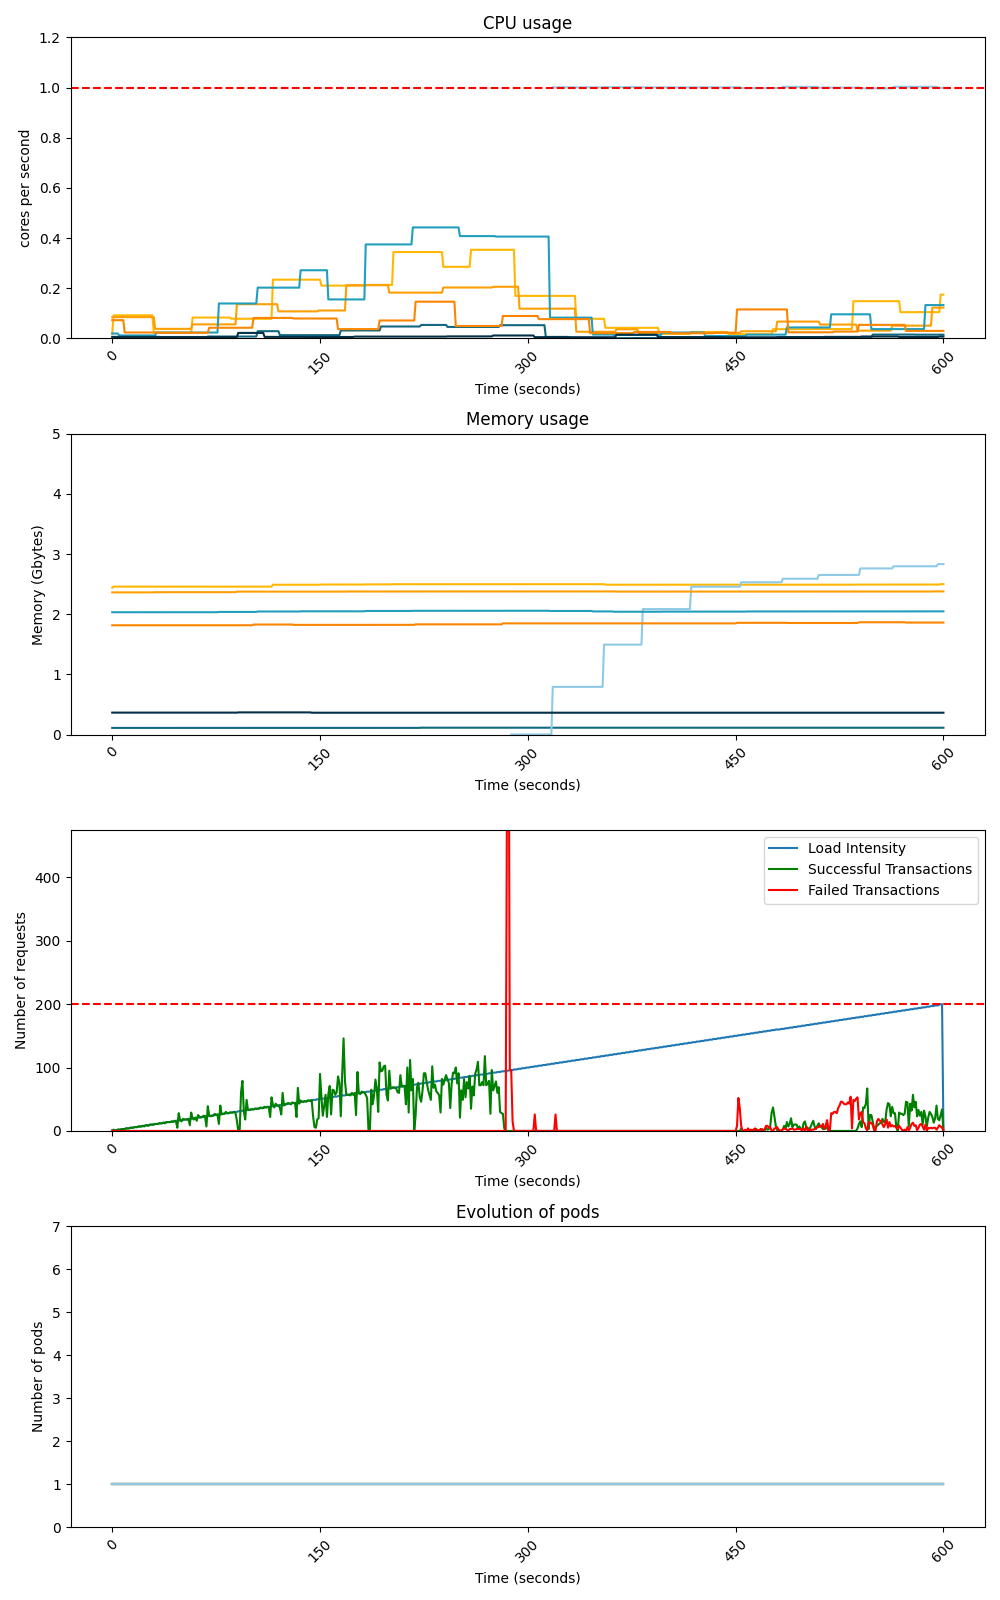 CPU usage
1.2
1.0
0.8
0.6
0.4
0.2
0.0
cores per second
0 150 300 450 600
Time (seconds)
Memory usage
5
4
3
2
1
0
Memory (Gbytes)
0 150 300 450 600
Time (seconds)
Load Intensity
Successful Transactions
Failed Transactions
400
300
200
100
0
Number of requests
0 150 300 450 600
Time (seconds)
Evolution of pods
7
6
5
4
3
2
1
0
Number of pods
0 150 300 450 600
Time (seconds)